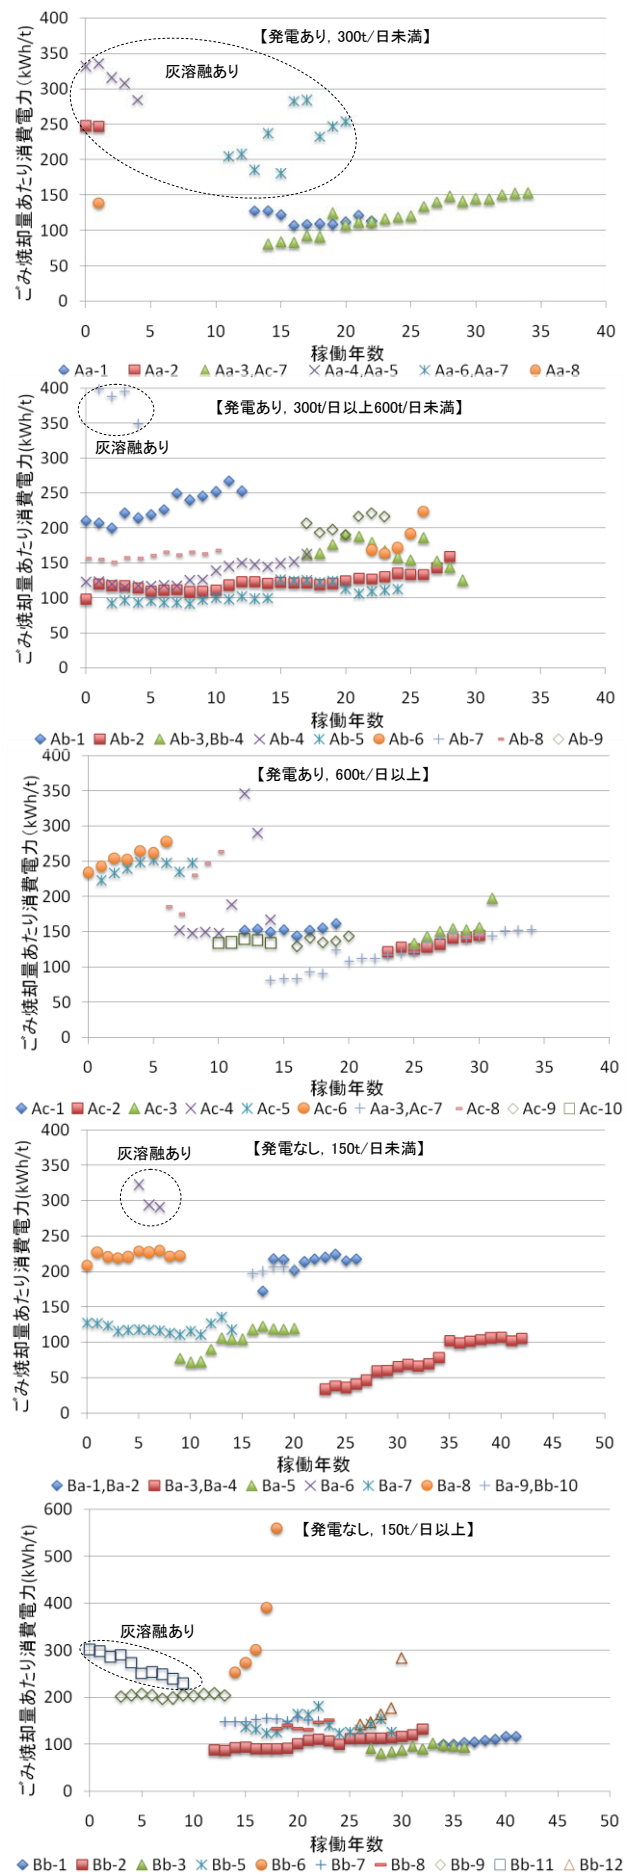 【発電あり，300t/日未満】
灰溶融あり
ごみ焼却量あたり消費電力(kWh/t)
400
350
300
250
200
150
100
50
0
0 5 10 15 20 25 30 35 40
稼働年数
Aa-1 Aa-2 Aa-3,Ac-7 Aa-4,Aa-5 Aa-6,Aa-7 Aa-8
【発電あり，300t/日以上600t/日未満】
灰溶融あり
ごみ焼却量あたり消費電力(kWh/t)
400
350
300
250
200
150
100
50
0
0 5 10 15 20 25 30 35 40
稼働年数
Ab-1 Ab-2 Ab-3,Bb-4 Ab-4 Ab-5 Ab-6 Ab-7 Ab-8 Ab-9
【発電あり，600t/日以上】
ごみ焼却量あたり消費電力(kWh/t)
400
350
300
250
200
150
100
50
0
0 5 10 15 20 25 30 35 40
稼働年数
Ac-1 Ac-2 Ac-3 Ac-4 Ac-5 Ac-6 Aa-3,Ac-7 Ac-8 Ac-9 Ac-10
【発電なし，150t/日未満】
灰溶融あり
ごみ焼却量あたり消費電力(kWh/t)
400
350
300
250
200
150
100
50
0
0 5 10 15 20 25 30 35 40 45 50
稼働年数
Ba-1,Ba-2 Ba-3,Ba-4 Ba-5 Ba-6 Ba-7 Ba-8 Ba-9,Bb-10
【発電なし，150t/日以上】
灰溶融あり
ごみ焼却量あたり消費電力(kWh/t)
600
500
400
300
200
100
0
0 5 10 15 20 25 30 35 40 45 50
稼働年数
Bb-1 Bb-2 Bb-3 Bb-5 Bb-6 Bb-7 Bb-8 Bb-9 Bb-11 Bb-12